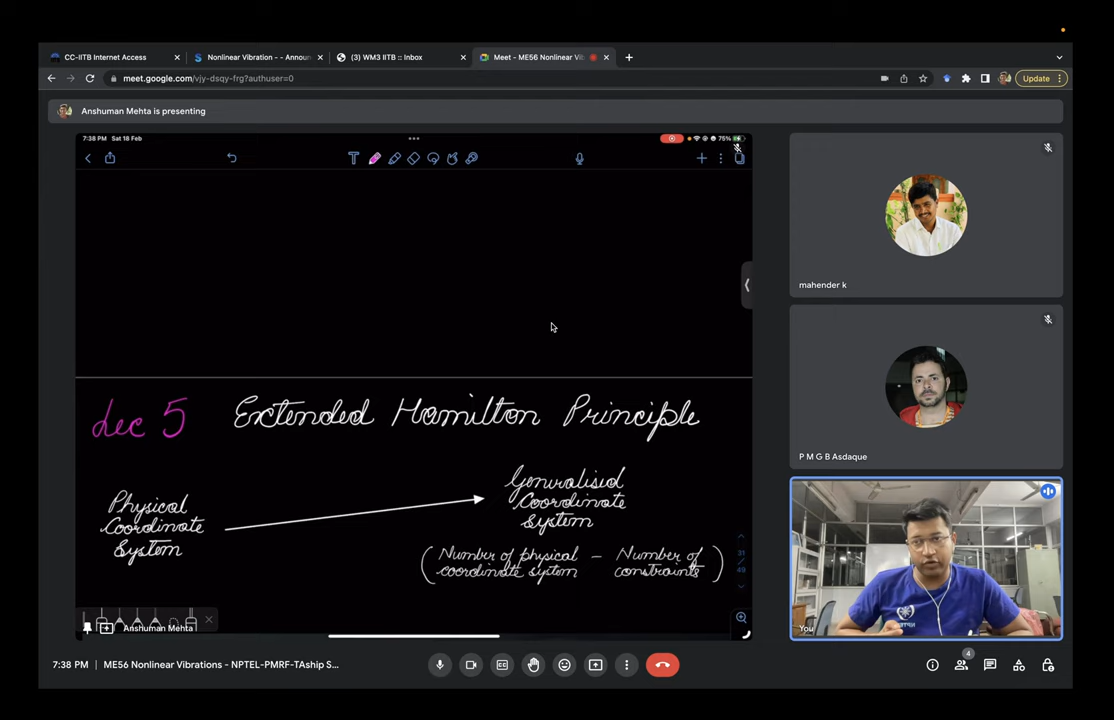 CC-IITB Internet Access
Nonlinear Vibration - - Announ
(3) WM3 IITB :: Inbox
Meet - ME56 Nonlinear Vib
meet.google.com/vjy-dsqy-frg?authuser=0
Update
Anshuman Mehta is presenting
7:38 PM Sat 18 Feb
75%
mahender k
Lec 5 Extended Hamilton Principle
Physical
Coordinate
System
Generalised
Coordinate
System
(Number of physical coordinate system - Number of constraints)
31
/
49
P M G B Asdaque
Anshuman Mehta
You
7:38 PM | ME56 Nonlinear Vibrations - NPTEL-PMRF-TAship S...
4